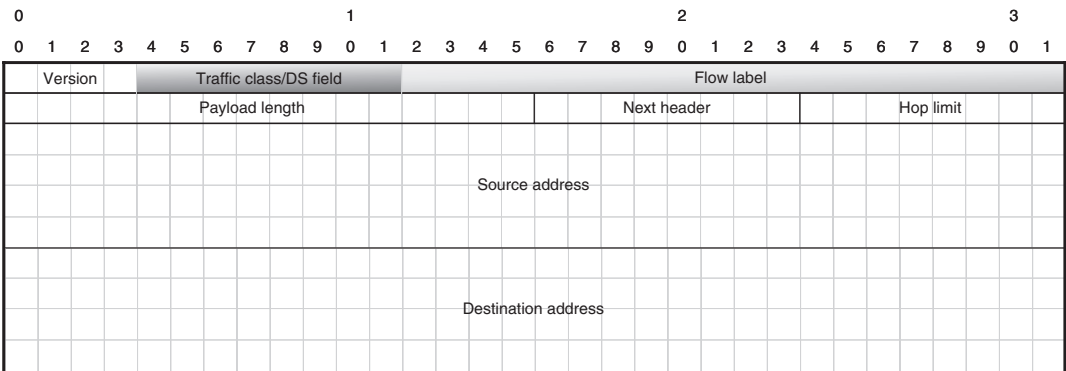 0 1 2 3
0 1 2 3 4 5 6 7 8 9 0 1 2 3 4 5 6 7 8 9 0 1 2 3 4 5 6 7 8 9 0 1
Version Traffic class/DS field Flow label
Payload length Next header Hop limit
Source address
Destination address